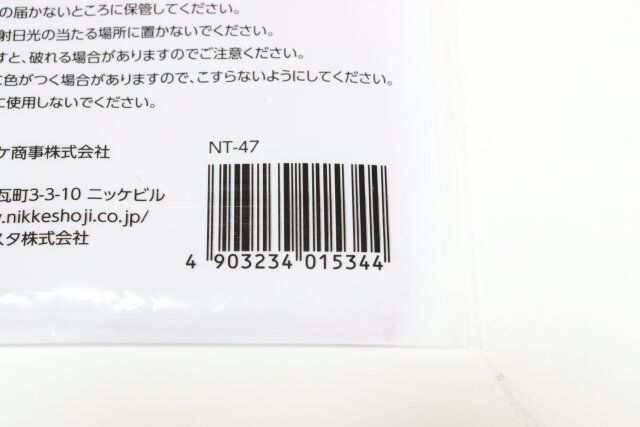 の届かないところに保管してください。
射日光の当たる場所に置かないでください。
すと、破れる場合がありますのでご注意ください。
に色がつく場合がありますので、こすらないようにしてください。
に使用しないでください。
ケ商事株式会社
NT-47
瓦町3-3-10 ニッケビル
.nikkeshoji.co.jp/
スタ株式会社
4 903234 015344